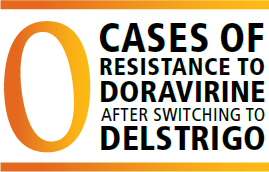 0
CASES OF
RESISTANCE TO
DORAVIRINE
AFTER SWITCHING TO
DELSTRIGO